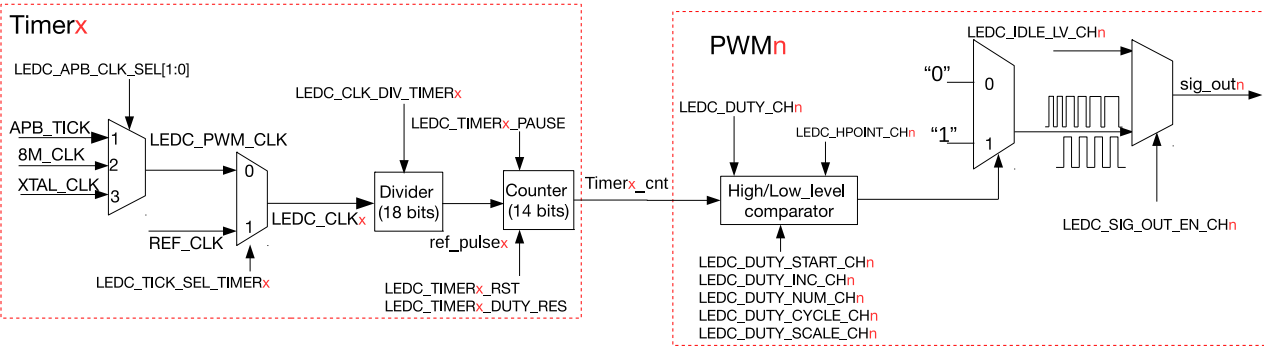 Timerx
LEDC_APB_CLK_SEL[1:0]
APB_TICK
8M_CLK
XTAL_CLK
1
2
3
LEDC_PWM_CLK
REF_CLK
0
1
LEDC_TICK_SEL_TIMERx
LEDC_CLKx
LEDC_CLK_DIV_TIMERx
Divider
(18 bits)
ref_pulsex
LEDC_TIMERx_PAUSE
Counter
(14 bits)
LEDC_TIMERx_RST
LEDC_TIMERx_DUTY_RES
Timerx_cnt
PWMn
LEDC_DUTY_CHn
LEDC_HPOINT_CHn
High/Low_level
comparator
LEDC_DUTY_START_CHn
LEDC_DUTY_INC_CHn
LEDC_DUTY_NUM_CHn
LEDC_DUTY_CYCLE_CHn
LEDC_DUTY_SCALE_CHn
“0”
“1”
0
1
LEDC_IDLE_LV_CHn
sig_outn
LEDC_SIG_OUT_EN_CHn